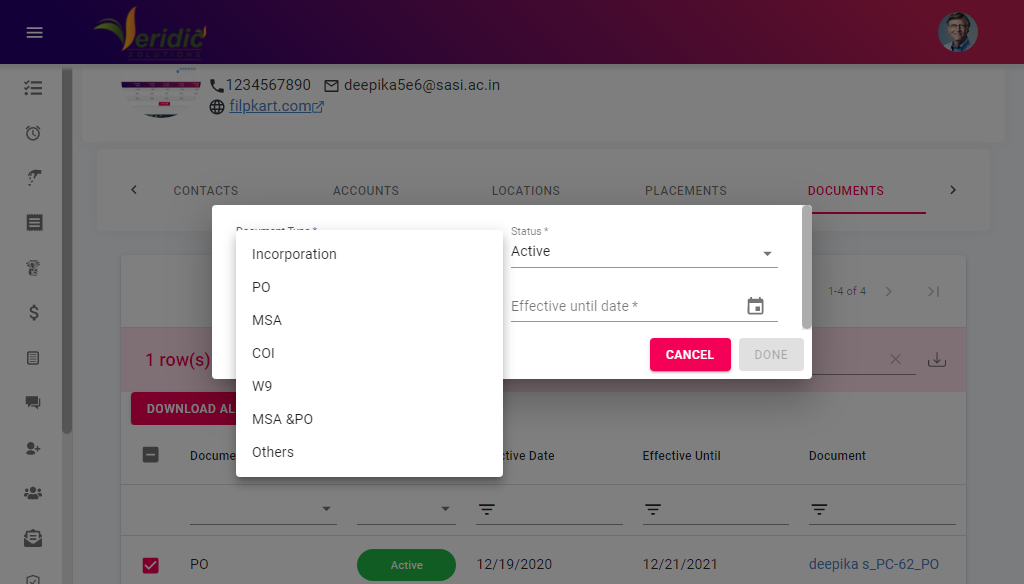 Veridic
SOLUTIONS
1234567890 deepika5e6@sasi.ac.in
filpkart.com
CONTACTS ACCOUNTS LOCATIONS PLACEMENTS DOCUMENTS
Document Type *
Status *
Active
Incorporation
PO
MSA
COI
W9
MSA &PO
Others
Effective until date *
CANCEL DONE
1-4 of 4
1 row(s)
DOWNLOAD AL
Docume ctive Date Effective Until Document
PO Active 12/19/2020 12/21/2021 deepika s_PC-62_PO